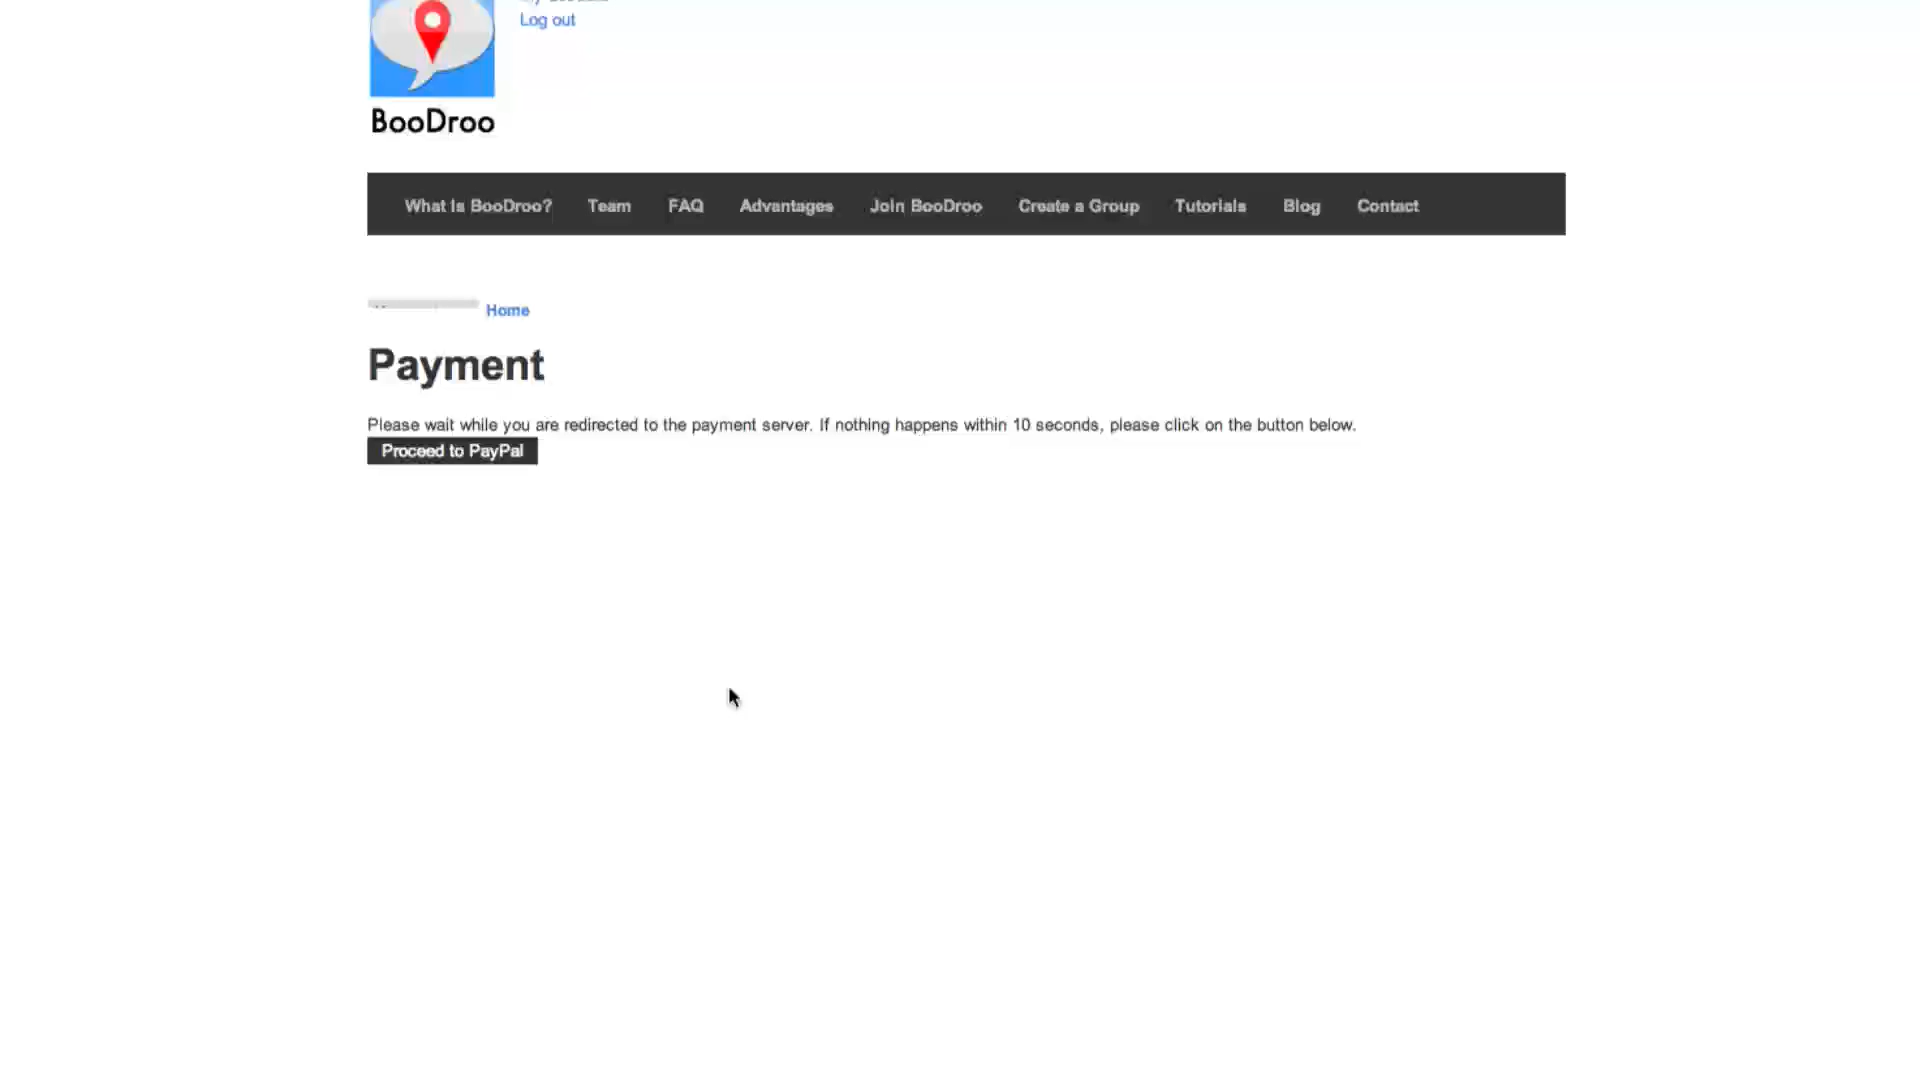 Log out
BooDroo
What is BooDroo? Team FAQ Advantages Join BooDroo Create a Group Tutorials Blog Contact
Home
Payment
Please wait while you are redirected to the payment server. If nothing happens within 10 seconds, please click on the button below.
Proceed to PayPal